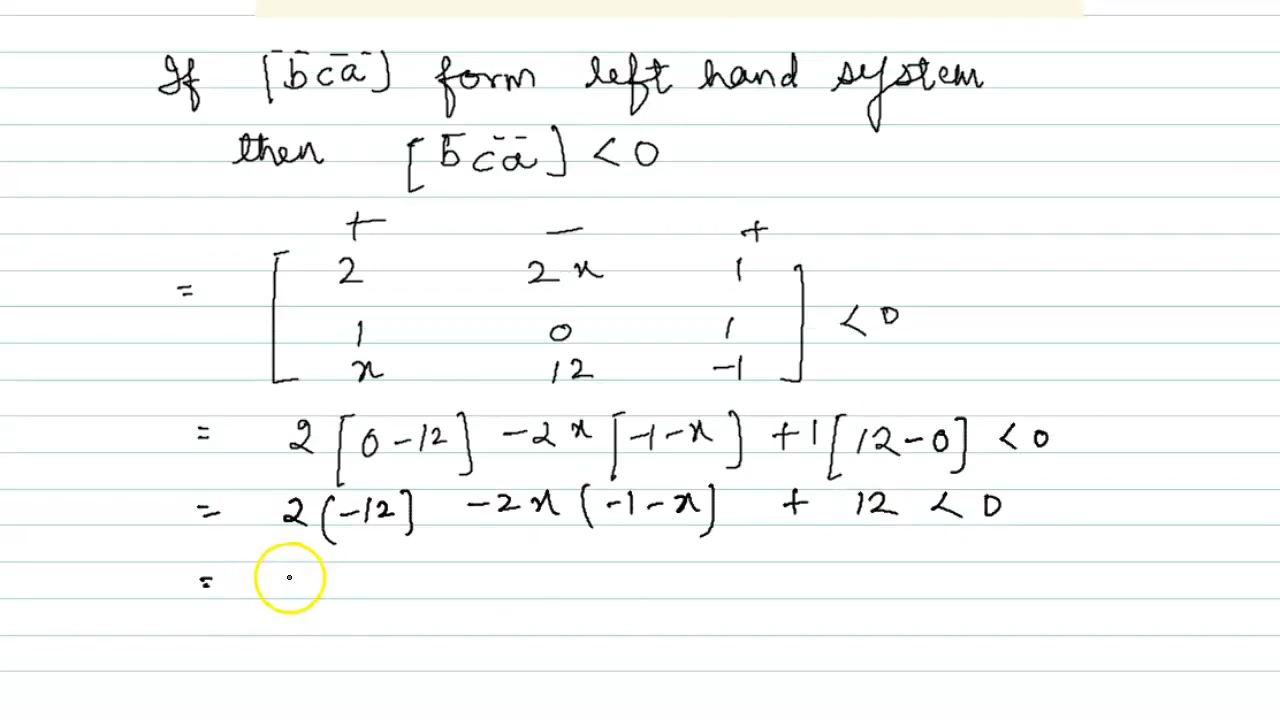 If [b̄ c̄ ā] form left hand system
then [b̄ c̄ ā] < 0
+ − +
= [ 2 2x 1
1 0 1
x 12 -1 ] < 0
= 2 [0 - 12] - 2x [-1 - x] + 1 [12 - 0] < 0
= 2 (-12] - 2x (-1 - x] + 12 < 0
=